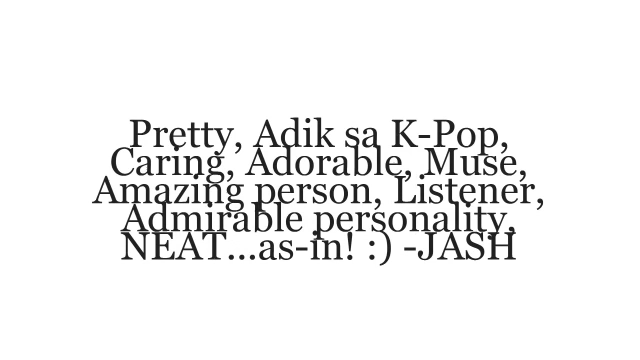 Pretty, Adik sa K-Pop,
Caring, Adorable, Muse,
Amazing person, Listener,
Admirable personality,
NEAT...as-in! :) -JASH